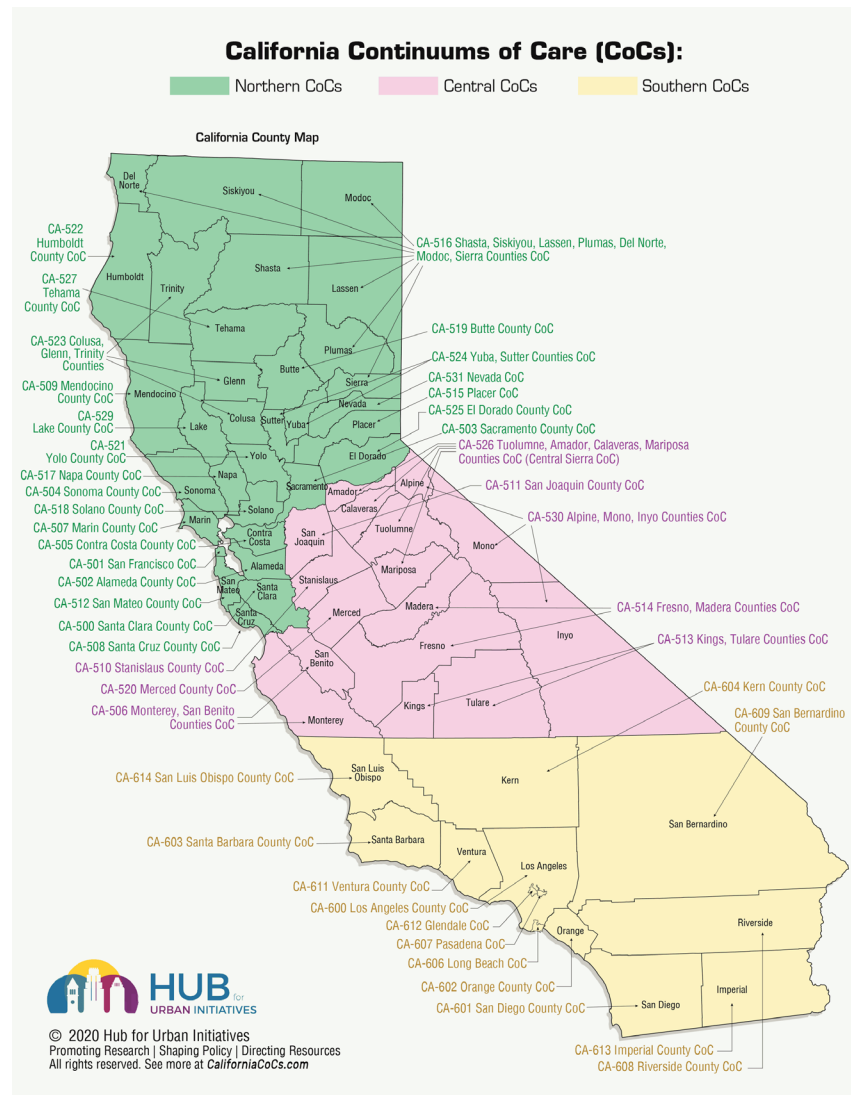 California Continuums of Care (CoCs):
Northern CoCs
Central CoCs
Southern CoCs
California County Map
Del
Norte
Siskiyou
Modoc
CA-522
Humboldt
County CoC
CA-516 Shasta, Siskiyou, Lassen, Plumas, Del Norte,
Modoc, Sierra Counties CoC
Humboldt
Trinity
Shasta
Lassen
CA-527
Tehama
County CoC
Tehama
CA-519 Butte County CoC
CA-523 Colusa,
Glenn, Trinity
Counties
Plumas
CA-524 Yuba, Sutter Counties CoC
Butte
Glenn
Sierra
CA-531 Nevada CoC
CA-509 Mendocino
County CoC
Mendocino
Nevada
CA-515 Placer CoC
CA-525 El Dorado County CoC
CA-529
Lake County CoC
Lake
Colusa
Sutter
Yuba
Placer
CA-503 Sacramento County CoC
CA-521
Yolo County CoC
Yolo
El Dorado
CA-526 Tuolumne, Amador, Calaveras, Mariposa
Counties CoC (Central Sierra CoC)
CA-517 Napa County CoC
Napa
CA-504 Sonoma County CoC
Sonoma
Sacramento
Amador
Alpine
CA-511 San Joaquin County CoC
CA-518 Solano County CoC
Solano
Calaveras
CA-507 Marin County CoC
Marin
CA-530 Alpine, Mono, Inyo Counties CoC
Contra
Costa
San
Joaquin
Tuolumne
Mono
CA-505 Contra Costa County CoC
CA-501 San Francisco CoC
Alameda
Mariposa
CA-502 Alameda County CoC
San
Mateo
Santa
Clara
Stanislaus
CA-512 San Mateo County CoC
Santa
Cruz
Merced
Madera
CA-514 Fresno, Madera Counties CoC
CA-500 Santa Clara County CoC
CA-508 Santa Cruz County CoC
Fresno
Inyo
CA-513 Kings, Tulare Counties CoC
CA-510 Stanislaus County CoC
San
Benito
CA-520 Merced County CoC
CA-604 Kern County CoC
CA-506 Monterey, San Benito
Counties CoC
Monterey
Kings
Tulare
CA-609 San Bernardino
County CoC
CA-614 San Luis Obispo County CoC
San Luis
Obispo
Kern
San Bernardino
CA-603 Santa Barbara County CoC
Santa Barbara
Ventura
Los Angeles
CA-611 Ventura County CoC
CA-600 Los Angeles County CoC
CA-612 Glendale CoC
CA-607 Pasadena CoC
CA-606 Long Beach CoC
Orange
Riverside
CA-602 Orange County CoC
CA-601 San Diego County CoC
San Diego
Imperial
CA-613 Imperial County CoC
CA-608 Riverside County CoC
HUB for
URBAN INITIATIVES
© 2020 Hub for Urban Initiatives
Promoting Research | Shaping Policy | Directing Resources
All rights reserved. See more at CaliforniaCoCs.com